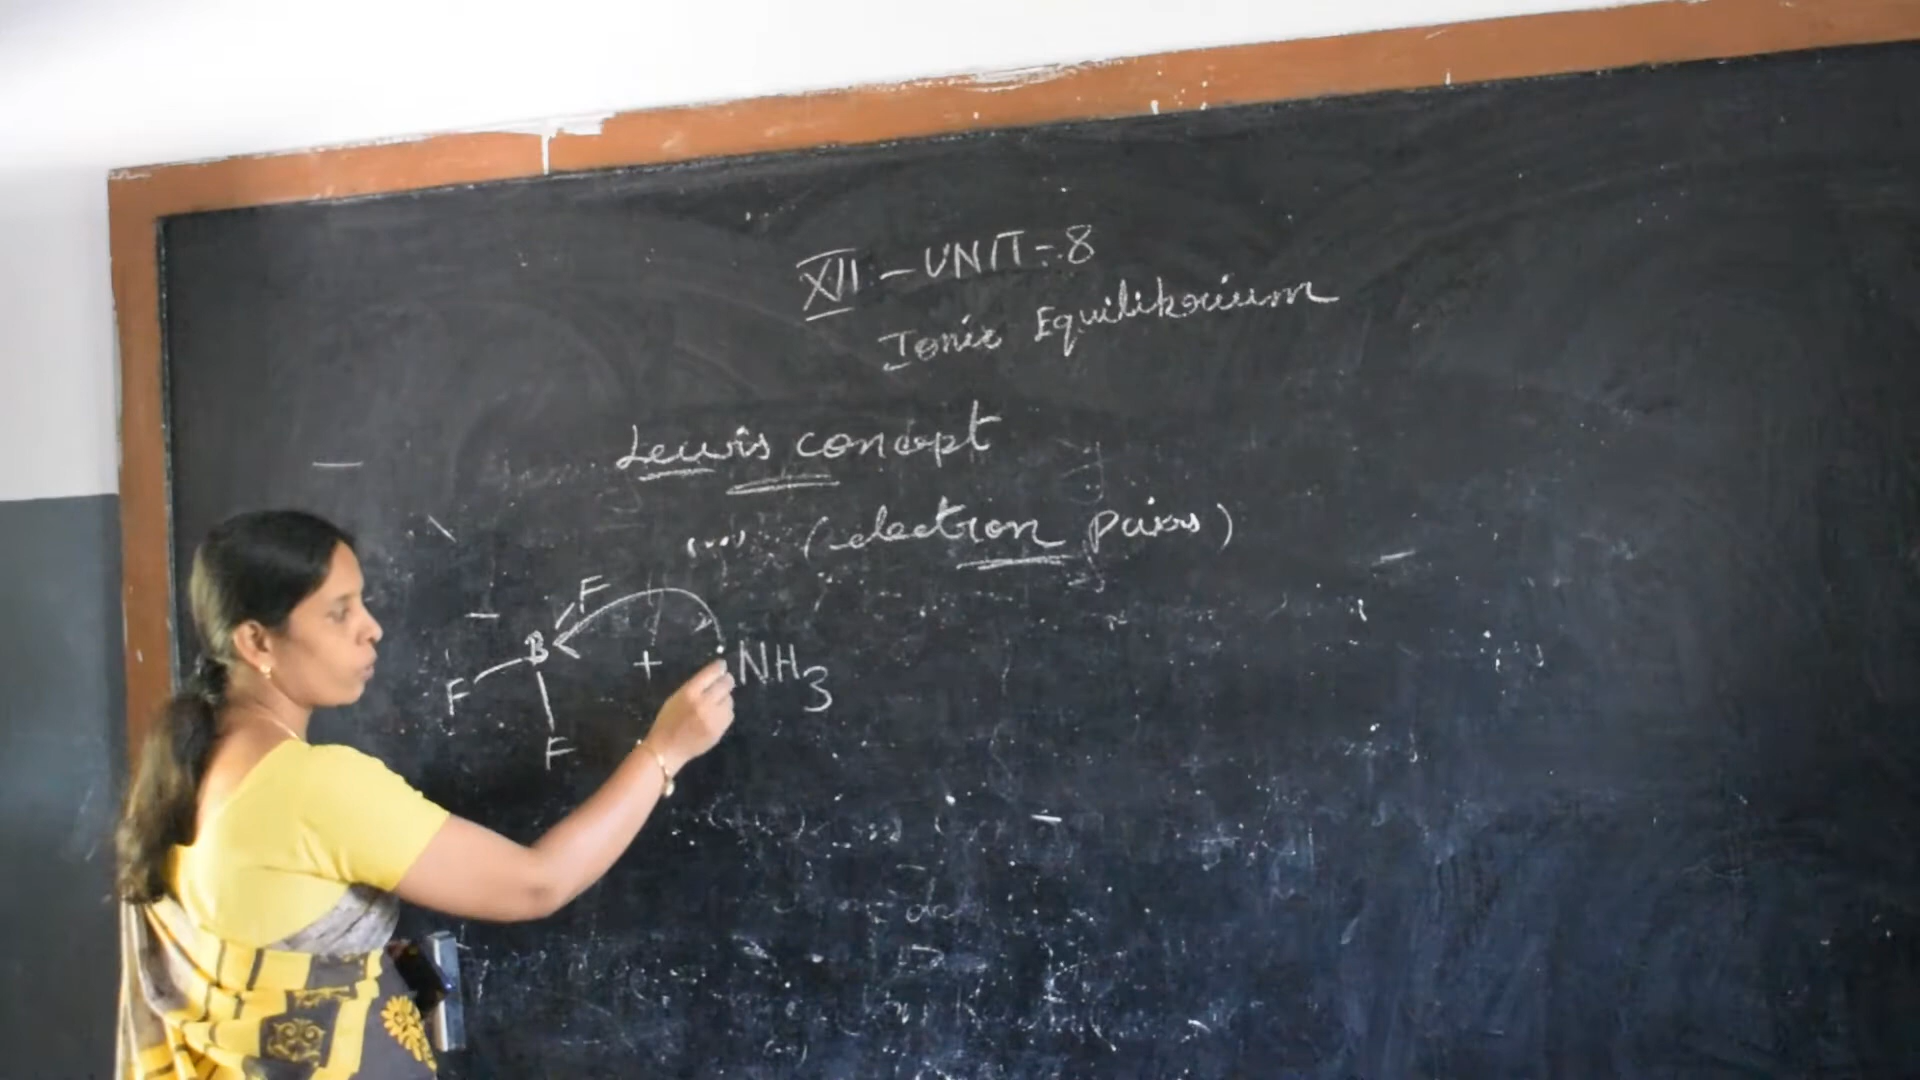 XII - UNIT - 8
Ionic Equilibrium
Lewis concept
(electron pairs)
F
B + NH3
F
F